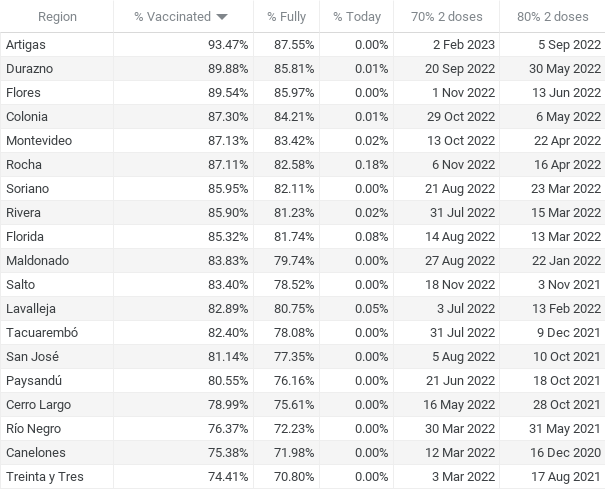 Region % Vaccinated % Fully % Today 70% 2 doses 80% 2 doses
Artigas 93.47% 87.55% 0.00% 2 Feb 2023 5 Sep 2022
Durazno 89.88% 85.81% 0.01% 20 Sep 2022 30 May 2022
Flores 89.54% 85.97% 0.00% 1 Nov 2022 13 Jun 2022
Colonia 87.30% 84.21% 0.01% 29 Oct 2022 6 May 2022
Montevideo 87.13% 83.42% 0.02% 13 Oct 2022 22 Apr 2022
Rocha 87.11% 82.58% 0.18% 6 Nov 2022 16 Apr 2022
Soriano 85.95% 82.11% 0.00% 21 Aug 2022 23 Mar 2022
Rivera 85.90% 81.23% 0.02% 31 Jul 2022 15 Mar 2022
Florida 85.32% 81.74% 0.08% 14 Aug 2022 13 Mar 2022
Maldonado 83.83% 79.74% 0.00% 27 Aug 2022 22 Jan 2022
Salto 83.40% 78.52% 0.00% 18 Nov 2022 3 Nov 2021
Lavalleja 82.89% 80.75% 0.05% 3 Jul 2022 13 Feb 2022
Tacuarembó 82.40% 78.08% 0.00% 31 Jul 2022 9 Dec 2021
San José 81.14% 77.35% 0.00% 5 Aug 2022 10 Oct 2021
Paysandú 80.55% 76.16% 0.00% 21 Jun 2022 18 Oct 2021
Cerro Largo 78.99% 75.61% 0.00% 16 May 2022 28 Oct 2021
Río Negro 76.37% 72.23% 0.00% 30 Mar 2022 31 May 2021
Canelones 75.38% 71.98% 0.00% 12 Mar 2022 16 Dec 2020
Treinta y Tres 74.41% 70.80% 0.00% 3 Mar 2022 17 Aug 2021